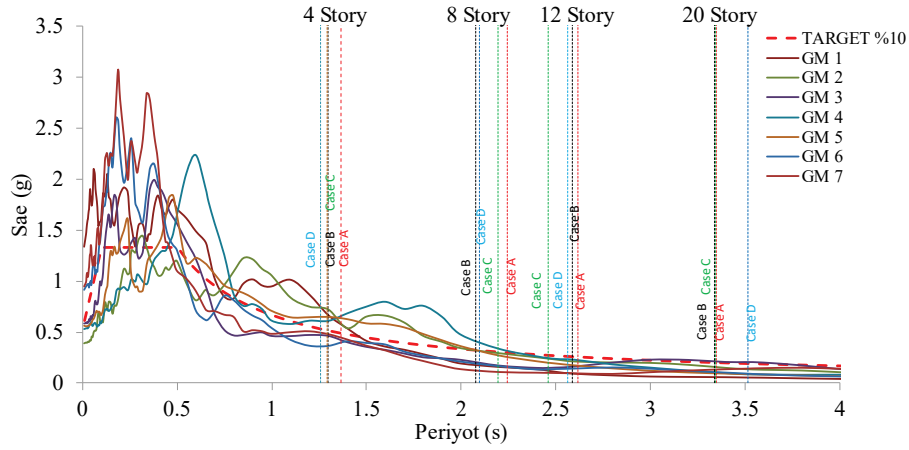 4 Story
8 Story
12 Story
20 Story
3.5
3
2.5
2
1.5
1
0.5
0
Sae (g)
0
0.5
1
1.5
2
2.5
3
3.5
4
Periyot (s)
Case D
Case C
Case B
Case A
Case B
Case D
Case C
Case A
Case C
Case D
Case B
Case A
Case B
Case C
Case A
Case D
TARGET %10
GM 1
GM 2
GM 3
GM 4
GM 5
GM 6
GM 7